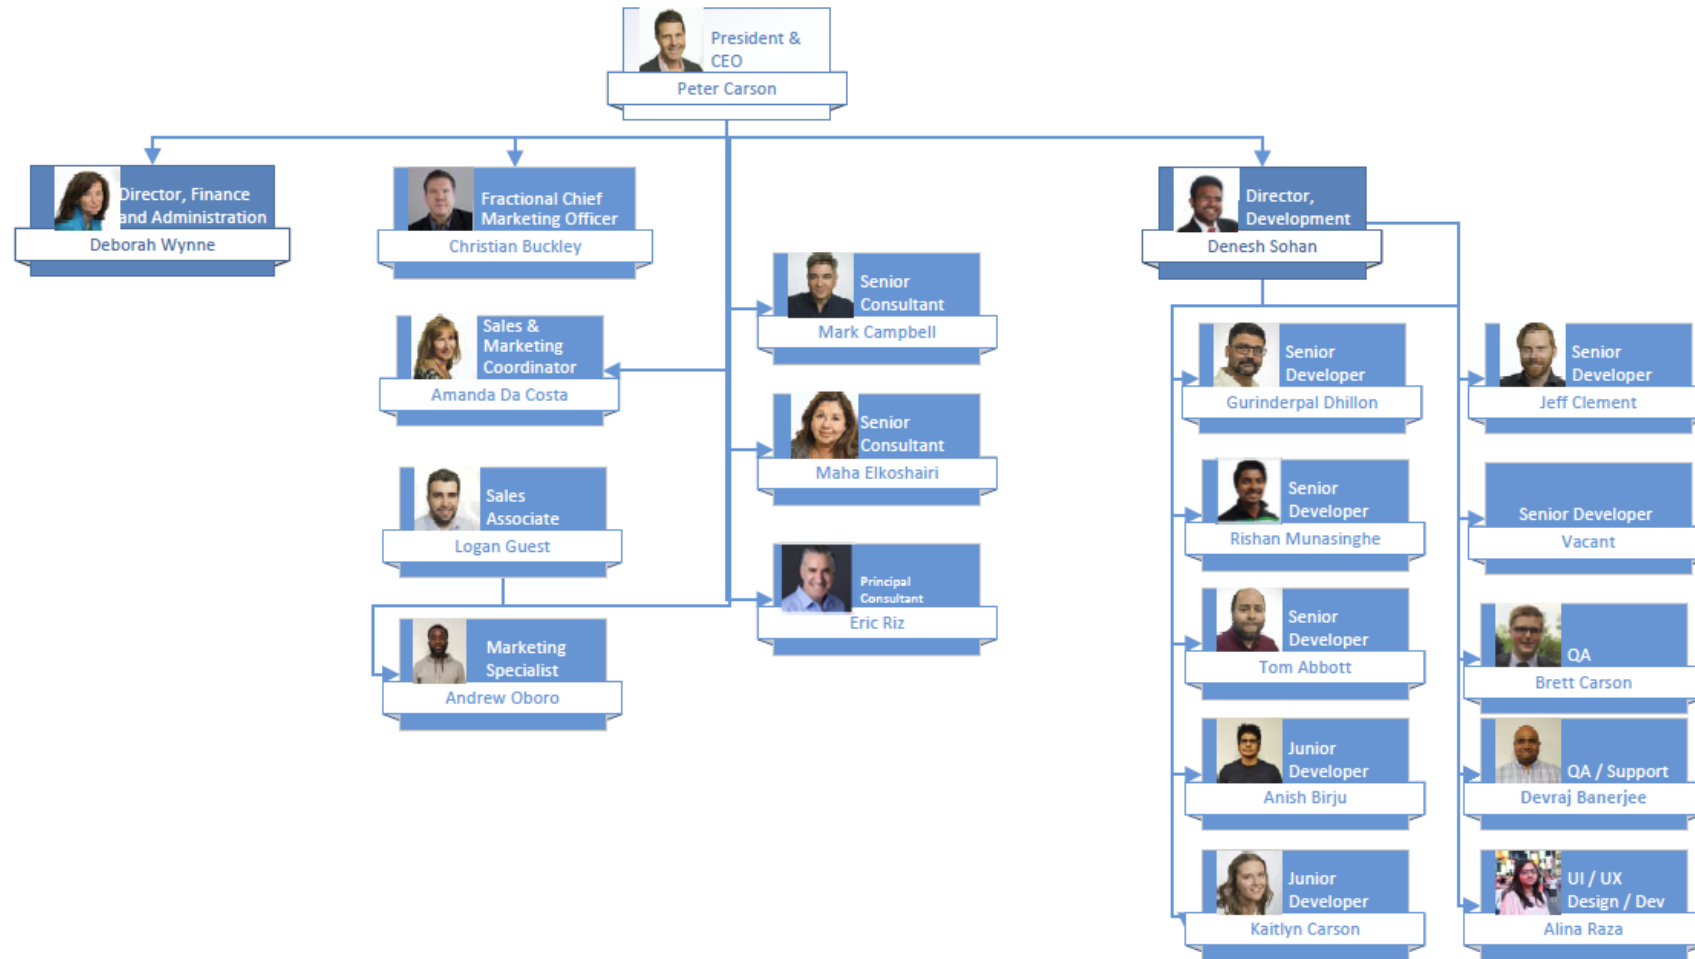 President &
CEO
Peter Carson
Director, Finance
and Administration
Deborah Wynne
Fractional Chief
Marketing Officer
Christian Buckley
Director,
Development
Denesh Sohan
Senior
Consultant
Mark Campbell
Sales &
Marketing
Coordinator
Amanda Da Costa
Senior
Consultant
Maha Elkoshairi
Sales
Associate
Logan Guest
Principal
Consultant
Eric Riz
Marketing
Specialist
Andrew Oboro
Senior
Developer
Gurinderpal Dhillon
Senior
Developer
Jeff Clement
Senior
Developer
Rishan Munasinghe
Senior Developer
Vacant
Senior
Developer
Tom Abbott
QA
Brett Carson
Junior
Developer
Anish Birju
QA / Support
Devraj Banerjee
Junior
Developer
Kaitlyn Carson
UI / UX
Design / Dev
Alina Raza